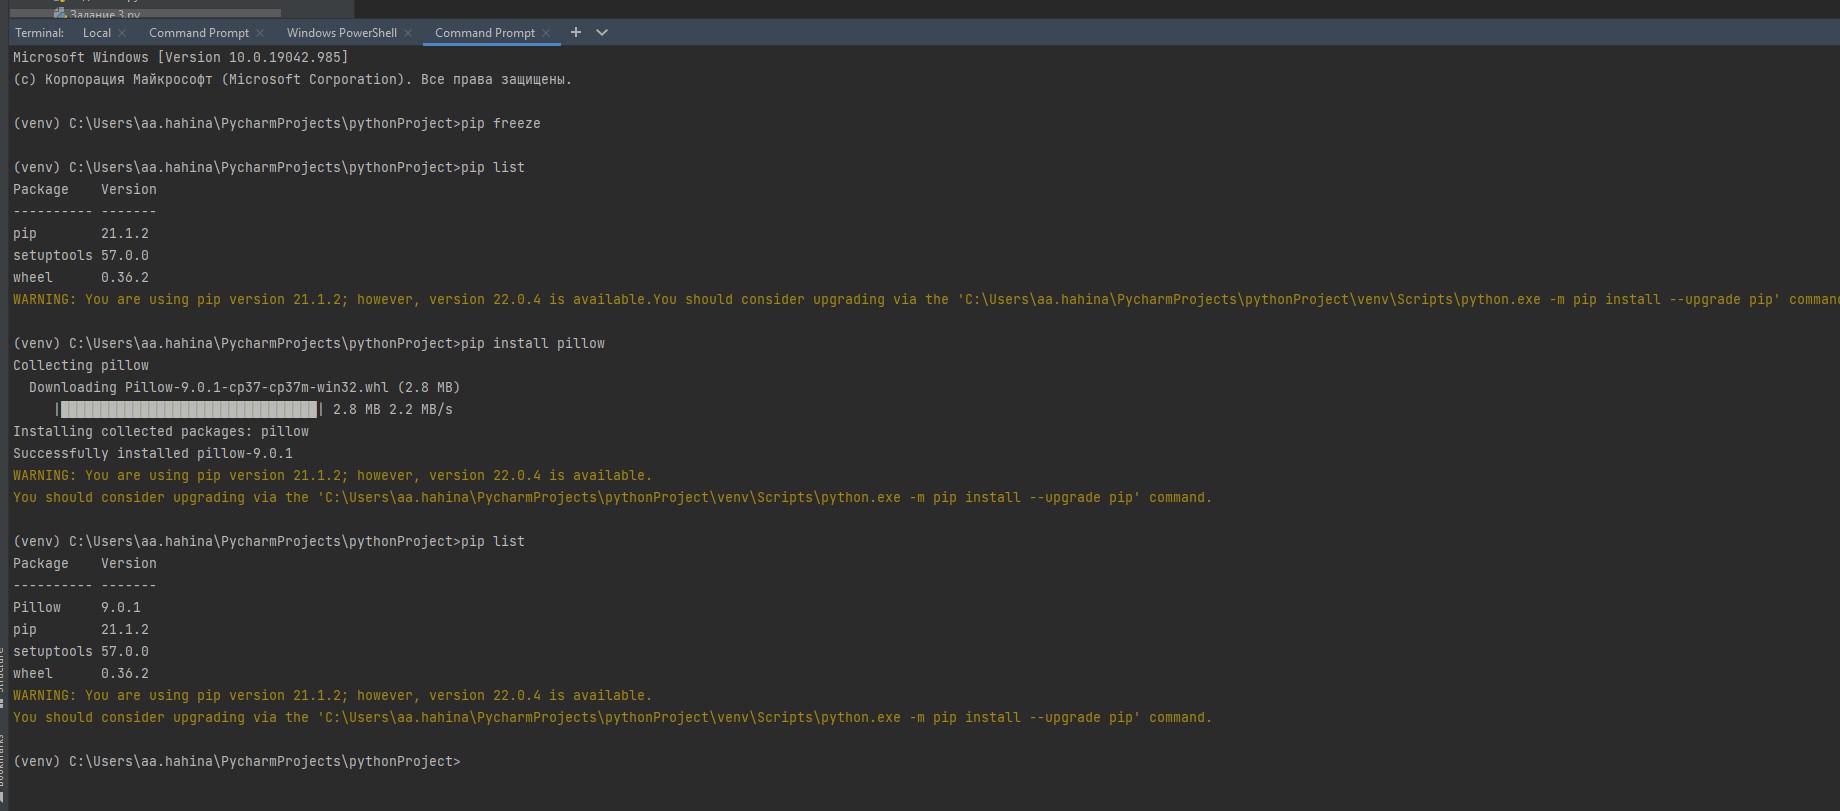 Задание 3.py
Terminal: Local Command Prompt Windows PowerShell Command Prompt
Microsoft Windows [Version 10.0.19042.985]
(c) Корпорация Майкрософт (Microsoft Corporation). Все права защищены.
(venv) C:\Users\aa.hahina\PycharmProjects\pythonProject>pip freeze
(venv) C:\Users\aa.hahina\PycharmProjects\pythonProject>pip list
Package    Version
---------- -------
pip        21.1.2
setuptools 57.0.0
wheel      0.36.2
WARNING: You are using pip version 21.1.2; however, version 22.0.4 is available.You should consider upgrading via the 'C:\Users\aa.hahina\PycharmProjects\pythonProject\venv\Scripts\python.exe -m pip install --upgrade pip' comman
(venv) C:\Users\aa.hahina\PycharmProjects\pythonProject>pip install pillow
Collecting pillow
  Downloading Pillow-9.0.1-cp37-cp37m-win32.whl (2.8 MB)
     |████████████████████████████████| 2.8 MB 2.2 MB/s
Installing collected packages: pillow
Successfully installed pillow-9.0.1
WARNING: You are using pip version 21.1.2; however, version 22.0.4 is available.
You should consider upgrading via the 'C:\Users\aa.hahina\PycharmProjects\pythonProject\venv\Scripts\python.exe -m pip install --upgrade pip' command.
(venv) C:\Users\aa.hahina\PycharmProjects\pythonProject>pip list
Package    Version
---------- -------
Pillow     9.0.1
pip        21.1.2
setuptools 57.0.0
wheel      0.36.2
WARNING: You are using pip version 21.1.2; however, version 22.0.4 is available.
You should consider upgrading via the 'C:\Users\aa.hahina\PycharmProjects\pythonProject\venv\Scripts\python.exe -m pip install --upgrade pip' command.
(venv) C:\Users\aa.hahina\PycharmProjects\pythonProject>